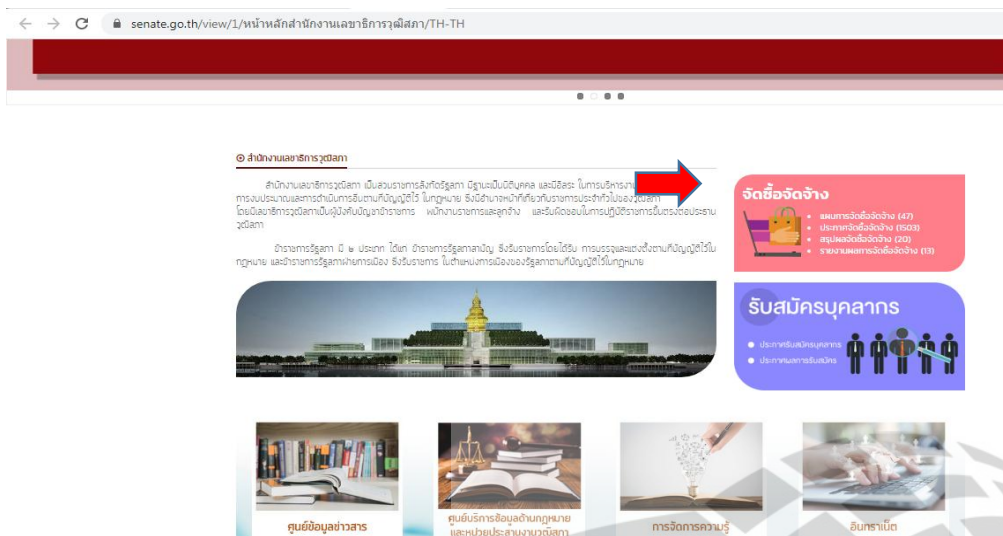 senate.go.th/view/1/หน้าหลักสำนักงานเลขาธิการวุฒิสภา/TH-TH
สำนักงานเลขาธิการวุฒิสภา
สำนักงานเลขาธิการวุฒิสภา เป็นส่วนราชการสังกัดรัฐสภา มีฐานะเป็นนิติบุคคล และมีอิสระ ในการบริหารงาน
การงบประมาณและการดำเนินการอื่นตามที่บัญญัติไว้ ในกฎหมาย ซึ่งมีอำนาจหน้าที่เกี่ยวกับราชการประจำทั่วไปของวุฒิสภา
โดยมีเลขาธิการวุฒิสภาเป็นผู้บังคับบัญชาข้าราชการ พนักงานราชการและลูกจ้าง และรับผิดชอบในการปฏิบัติราชการขึ้นตรงต่อประธาน
วุฒิสภา
ข้าราชการรัฐสภา มี ๒ ประเภท ได้แก่ ข้าราชการรัฐสภาสามัญ ซึ่งรับราชการโดยได้รับ การบรรจุและแต่งตั้งตามที่บัญญัติไว้ใน
กฎหมาย และข้าราชการรัฐสภาฝ่ายการเมือง ซึ่งรับราชการ ในตำแหน่งการเมืองของรัฐสภาตามที่บัญญัติไว้ในกฎหมาย
จัดซื้อจัดจ้าง
แผนการจัดซื้อจัดจ้าง (47)
ประกาศจัดซื้อจัดจ้าง (1503)
สรุปผลจัดซื้อจัดจ้าง (20)
รายงานผลการจัดซื้อจัดจ้าง (13)
รับสมัครบุคลากร
ประกาศรับสมัครบุคลากร
ประกาศผลการรับสมัคร
ศูนย์ข้อมูลข่าวสาร
ศูนย์บริการข้อมูลด้านกฎหมาย
และหน่วยประสานงานวุฒิสภา
การจัดการความรู้
อินทราเน็ต